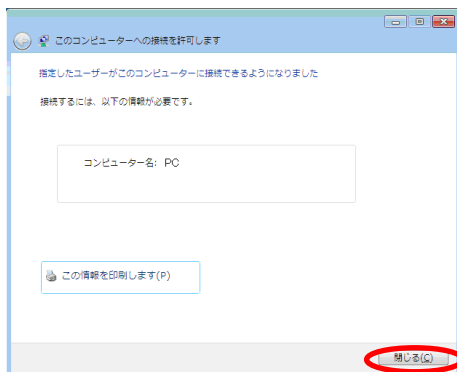 このコンピューターへの接続を許可します
指定したユーザーがこのコンピューターに接続できるようになりました
接続するには、以下の情報が必要です。
コンピューター名: PC
この情報を印刷します(P)
閉じる(C)